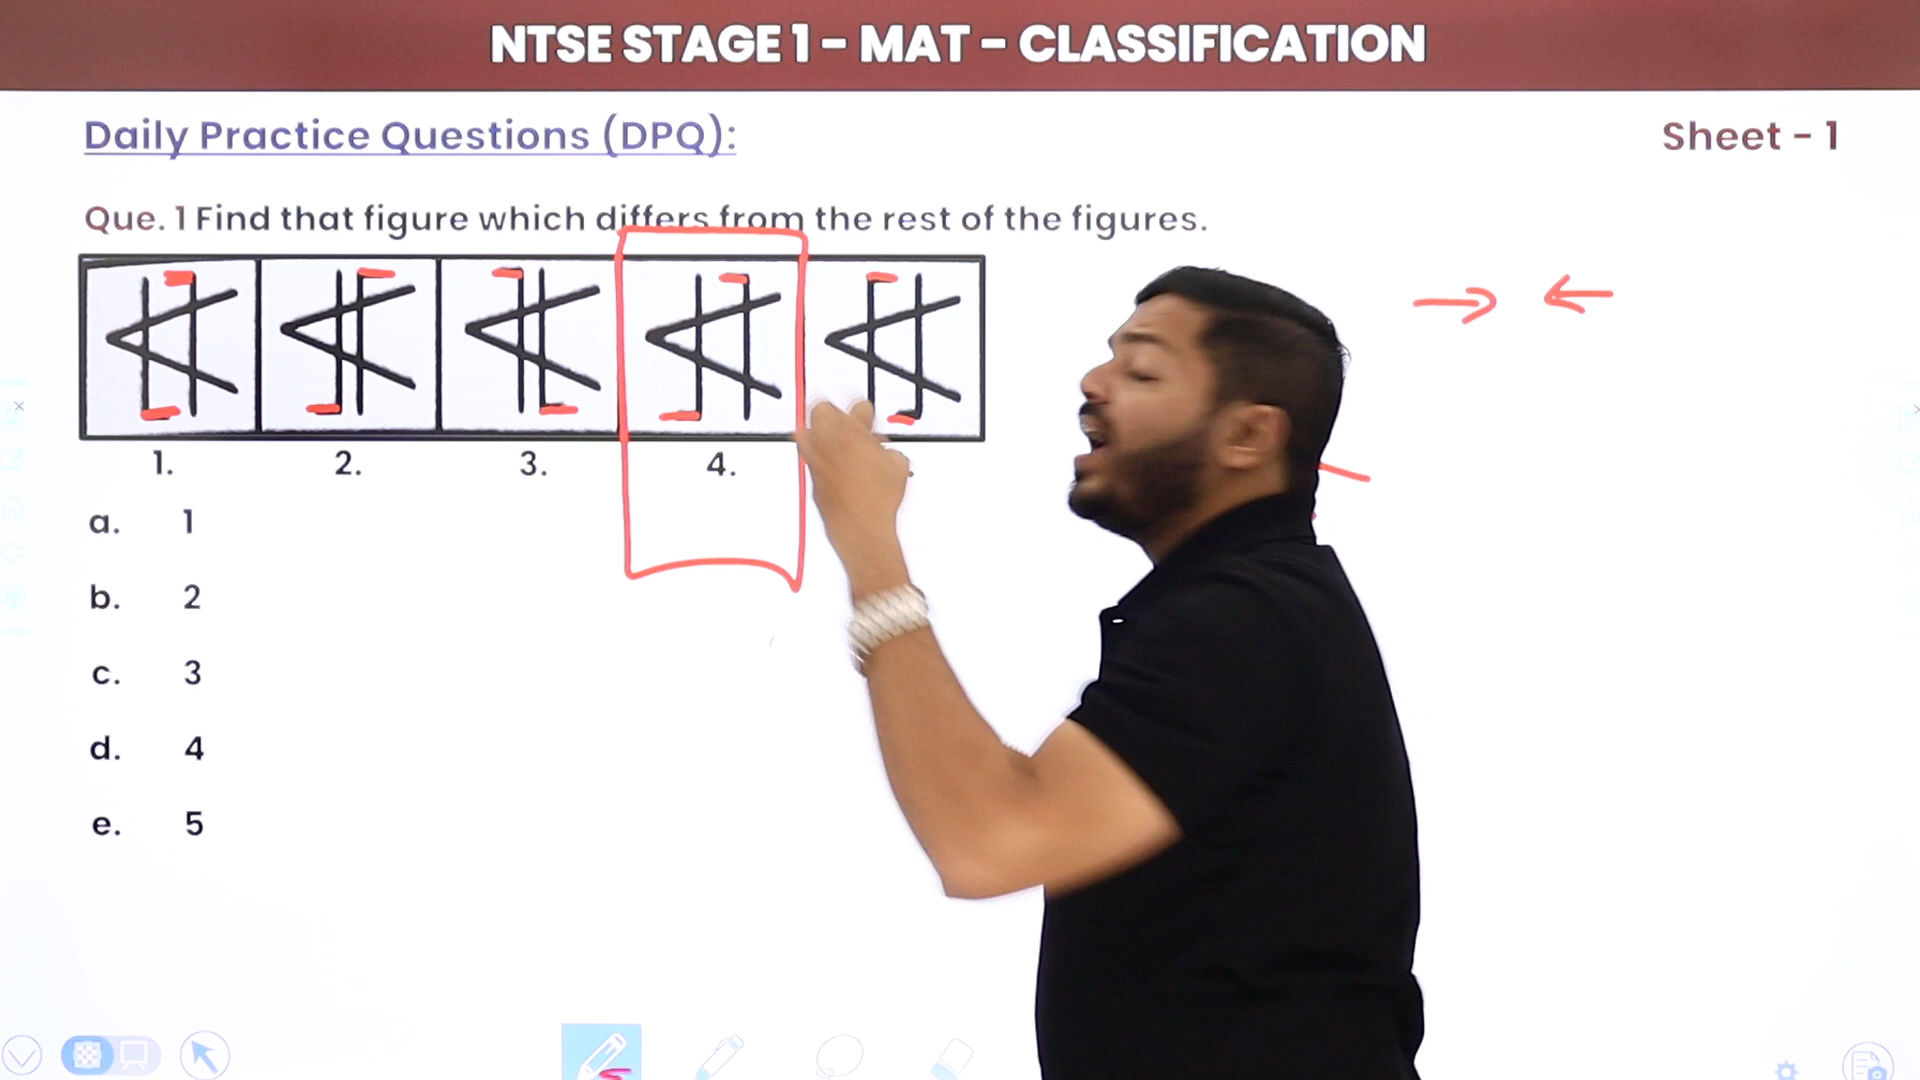 NTSE STAGE 1 - MAT - CLASSIFICATION
Daily Practice Questions (DPQ):
Sheet - 1
Que. 1 Find that figure which differs from the rest of the figures.
1. 2. 3. 4.
a. 1
b. 2
c. 3
d. 4
e. 5